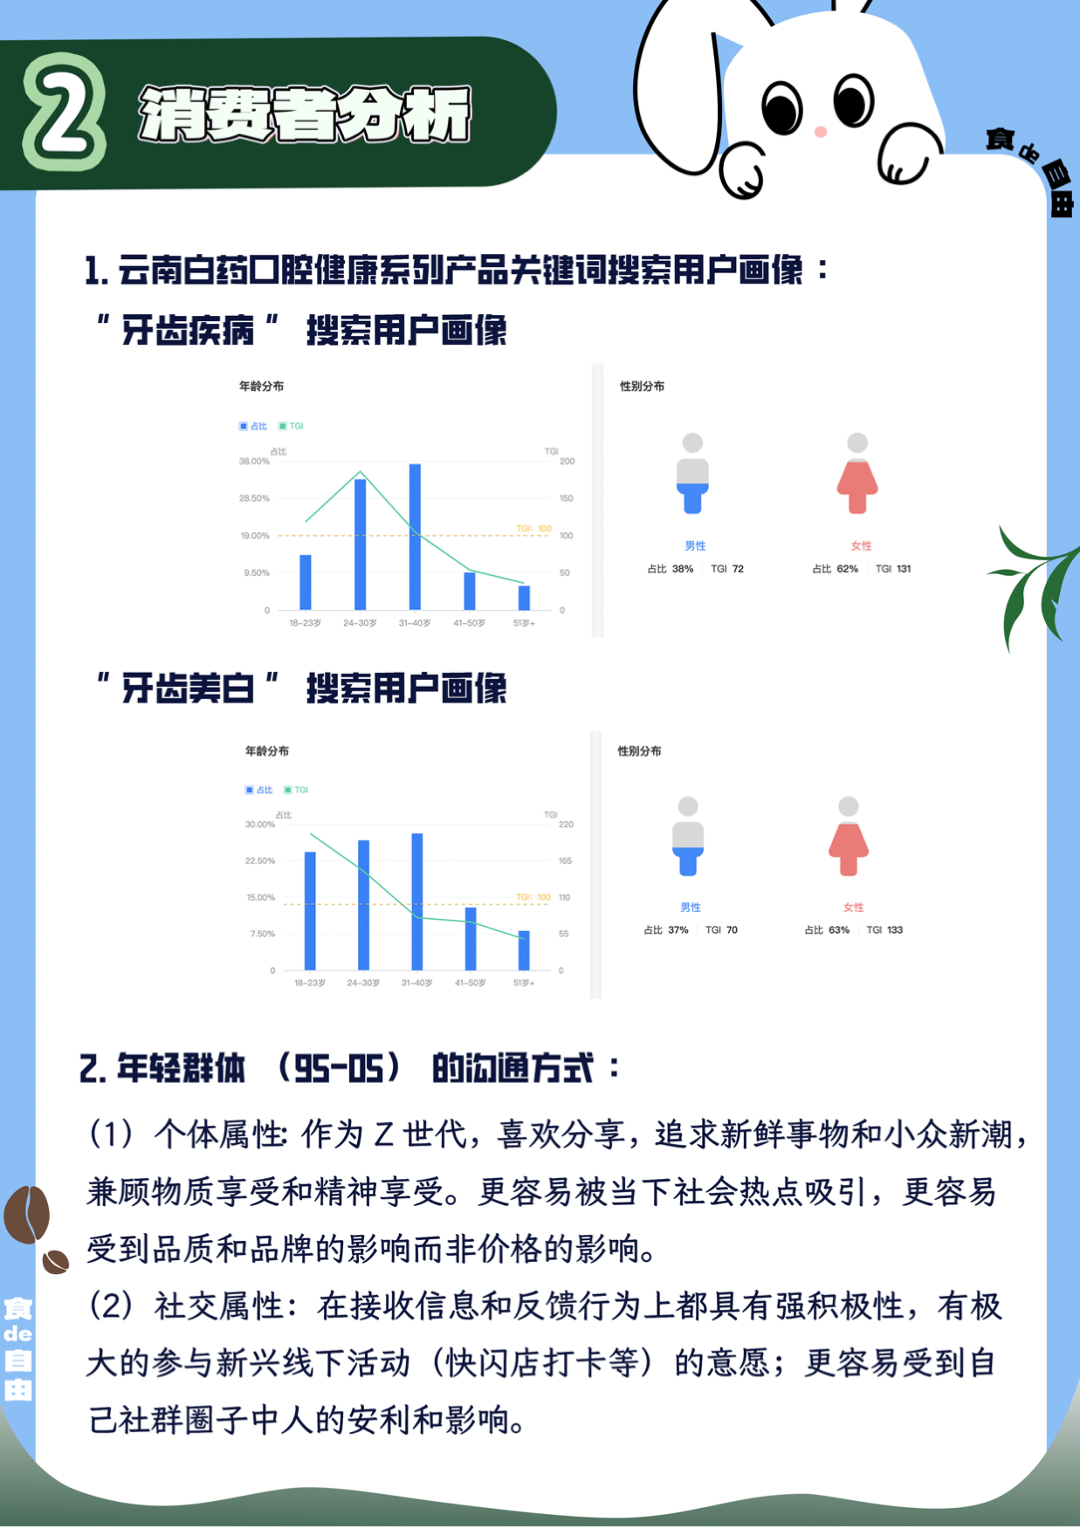 2 消费者分析
食de自由
1. 云南白药口腔健康系列产品关键词搜索用户画像：
"牙齿疾病" 搜索用户画像
年龄分布
占比 TGI
占比 TGI
38.00% 200
28.50% 150
TGI: 100
19.00% 100
9.50% 50
0 0
18-23岁 24-30岁 31-40岁 41-50岁 51岁+
性别分布
男性 女性
占比 38% TGI 72 占比 62% TGI 131
"牙齿美白" 搜索用户画像
年龄分布
占比 TGI
占比 TGI
30.00% 220
22.50% 165
TGI: 100
15.00% 110
7.50% 55
0 0
18-23岁 24-30岁 31-40岁 41-50岁 51岁+
性别分布
男性 女性
占比 37% TGI 70 占比 63% TGI 133
2. 年轻群体 （95-05） 的沟通方式：
（1）个体属性：作为 Z 世代，喜欢分享，追求新鲜事物和小众新潮，
兼顾物质享受和精神享受。更容易被当下社会热点吸引，更容易
受到品质和品牌的影响而非价格的影响。
（2）社交属性：在接收信息和反馈行为上都具有强积极性，有极
大的参与新兴线下活动（快闪店打卡等）的意愿；更容易受到自
己社群圈子中人的安利和影响。
食
de
自
由